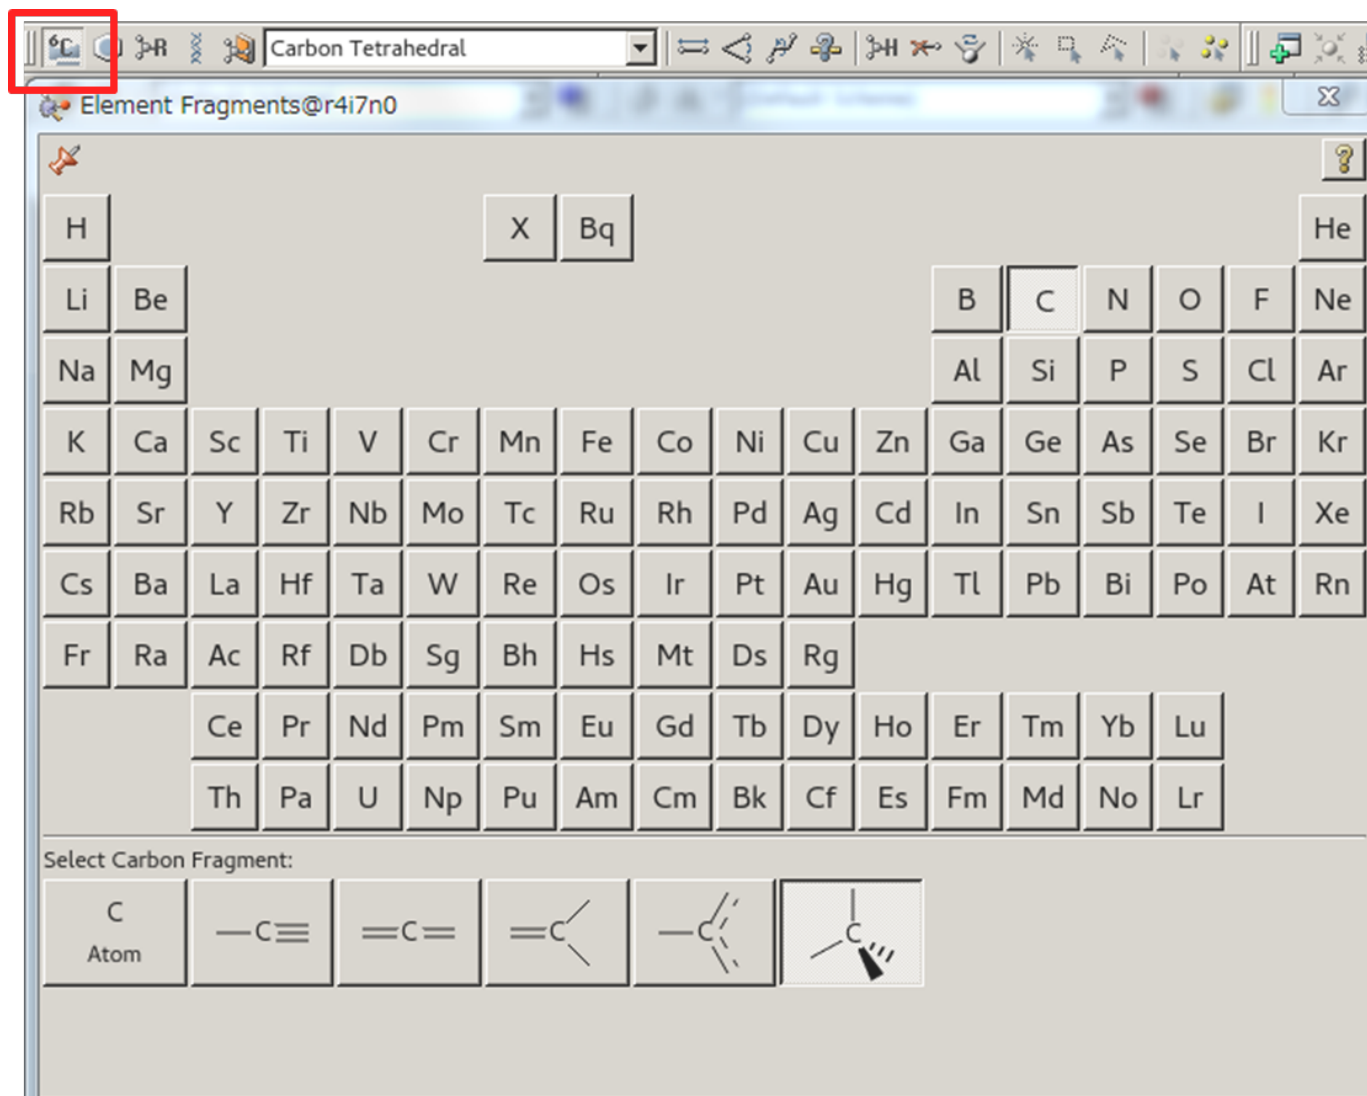 6C R Carbon Tetrahedral H
Element Fragments@r4i7n0
?
H X Bq He
Li Be B C N O F Ne
Na Mg Al Si P S Cl Ar
K Ca Sc Ti V Cr Mn Fe Co Ni Cu Zn Ga Ge As Se Br Kr
Rb Sr Y Zr Nb Mo Tc Ru Rh Pd Ag Cd In Sn Sb Te I Xe
Cs Ba La Hf Ta W Re Os Ir Pt Au Hg Tl Pb Bi Po At Rn
Fr Ra Ac Rf Db Sg Bh Hs Mt Ds Rg
Ce Pr Nd Pm Sm Eu Gd Tb Dy Ho Er Tm Yb Lu
Th Pa U Np Pu Am Cm Bk Cf Es Fm Md No Lr
Select Carbon Fragment:
C C C C C C
Atom